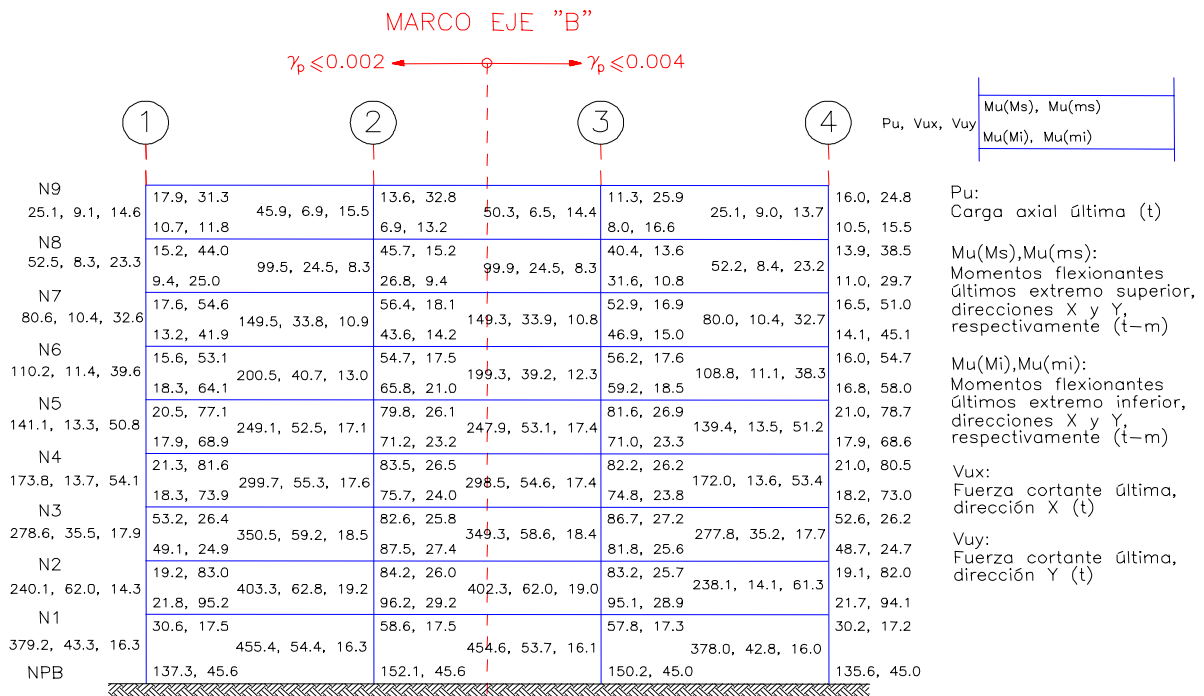 MARCO EJE "B"
γp ≤0.002 γp ≤0.004
1 2 3 4
Pu, Vux, Vuy
Mu(Ms), Mu(ms)
Mu(Mi), Mu(mi)
N9 17.9, 31.3 13.6, 32.8 11.3, 25.9 16.0, 24.8
25.1, 9.1, 14.6 45.9, 6.9, 15.5 50.3, 6.5, 14.4 25.1, 9.0, 13.7
10.7, 11.8 6.9, 13.2 8.0, 16.6 10.5, 15.5
N8 15.2, 44.0 45.7, 15.2 40.4, 13.6 13.9, 38.5
52.5, 8.3, 23.3 99.5, 24.5, 8.3 99.9, 24.5, 8.3 52.2, 8.4, 23.2
9.4, 25.0 26.8, 9.4 31.6, 10.8 11.0, 29.7
N7 17.6, 54.6 56.4, 18.1 52.9, 16.9 16.5, 51.0
80.6, 10.4, 32.6 149.5, 33.8, 10.9 149.3, 33.9, 10.8 80.0, 10.4, 32.7
13.2, 41.9 43.6, 14.2 46.9, 15.0 14.1, 45.1
N6 15.6, 53.1 54.7, 17.5 56.2, 17.6 16.0, 54.7
110.2, 11.4, 39.6 200.5, 40.7, 13.0 199.3, 39.2, 12.3 108.8, 11.1, 38.3
18.3, 64.1 65.8, 21.0 59.2, 18.5 16.8, 58.0
N5 20.5, 77.1 79.8, 26.1 81.6, 26.9 21.0, 78.7
141.1, 13.3, 50.8 249.1, 52.5, 17.1 247.9, 53.1, 17.4 139.4, 13.5, 51.2
17.9, 68.9 71.2, 23.2 71.0, 23.3 17.9, 68.6
N4 21.3, 81.6 83.5, 26.5 82.2, 26.2 21.0, 80.5
173.8, 13.7, 54.1 299.7, 55.3, 17.6 298.5, 54.6, 17.4 172.0, 13.6, 53.4
18.3, 73.9 75.7, 24.0 74.8, 23.8 18.2, 73.0
N3 53.2, 26.4 82.6, 25.8 86.7, 27.2 52.6, 26.2
278.6, 35.5, 17.9 350.5, 59.2, 18.5 349.3, 58.6, 18.4 277.8, 35.2, 17.7
49.1, 24.9 87.5, 27.4 81.8, 25.6 48.7, 24.7
N2 19.2, 83.0 84.2, 26.0 83.2, 25.7 19.1, 82.0
240.1, 62.0, 14.3 403.3, 62.8, 19.2 402.3, 62.0, 19.0 238.1, 14.1, 61.3
21.8, 95.2 96.2, 29.2 95.1, 28.9 21.7, 94.1
N1 30.6, 17.5 58.6, 17.5 57.8, 17.3 30.2, 17.2
379.2, 43.3, 16.3 455.4, 54.4, 16.3 454.6, 53.7, 16.1 378.0, 42.8, 16.0
NPB 137.3, 45.6 152.1, 45.6 150.2, 45.0 135.6, 45.0
Pu:
Carga axial última (t)
Mu(Ms),Mu(ms):
Momentos flexionantes
últimos extremo superior,
direcciones X y Y,
respectivamente (t−m)
Mu(Mi),Mu(mi):
Momentos flexionantes
últimos extremo inferior,
direcciones X y Y,
respectivamente (t−m)
Vux:
Fuerza cortante última,
dirección X (t)
Vuy:
Fuerza cortante última,
dirección Y (t)